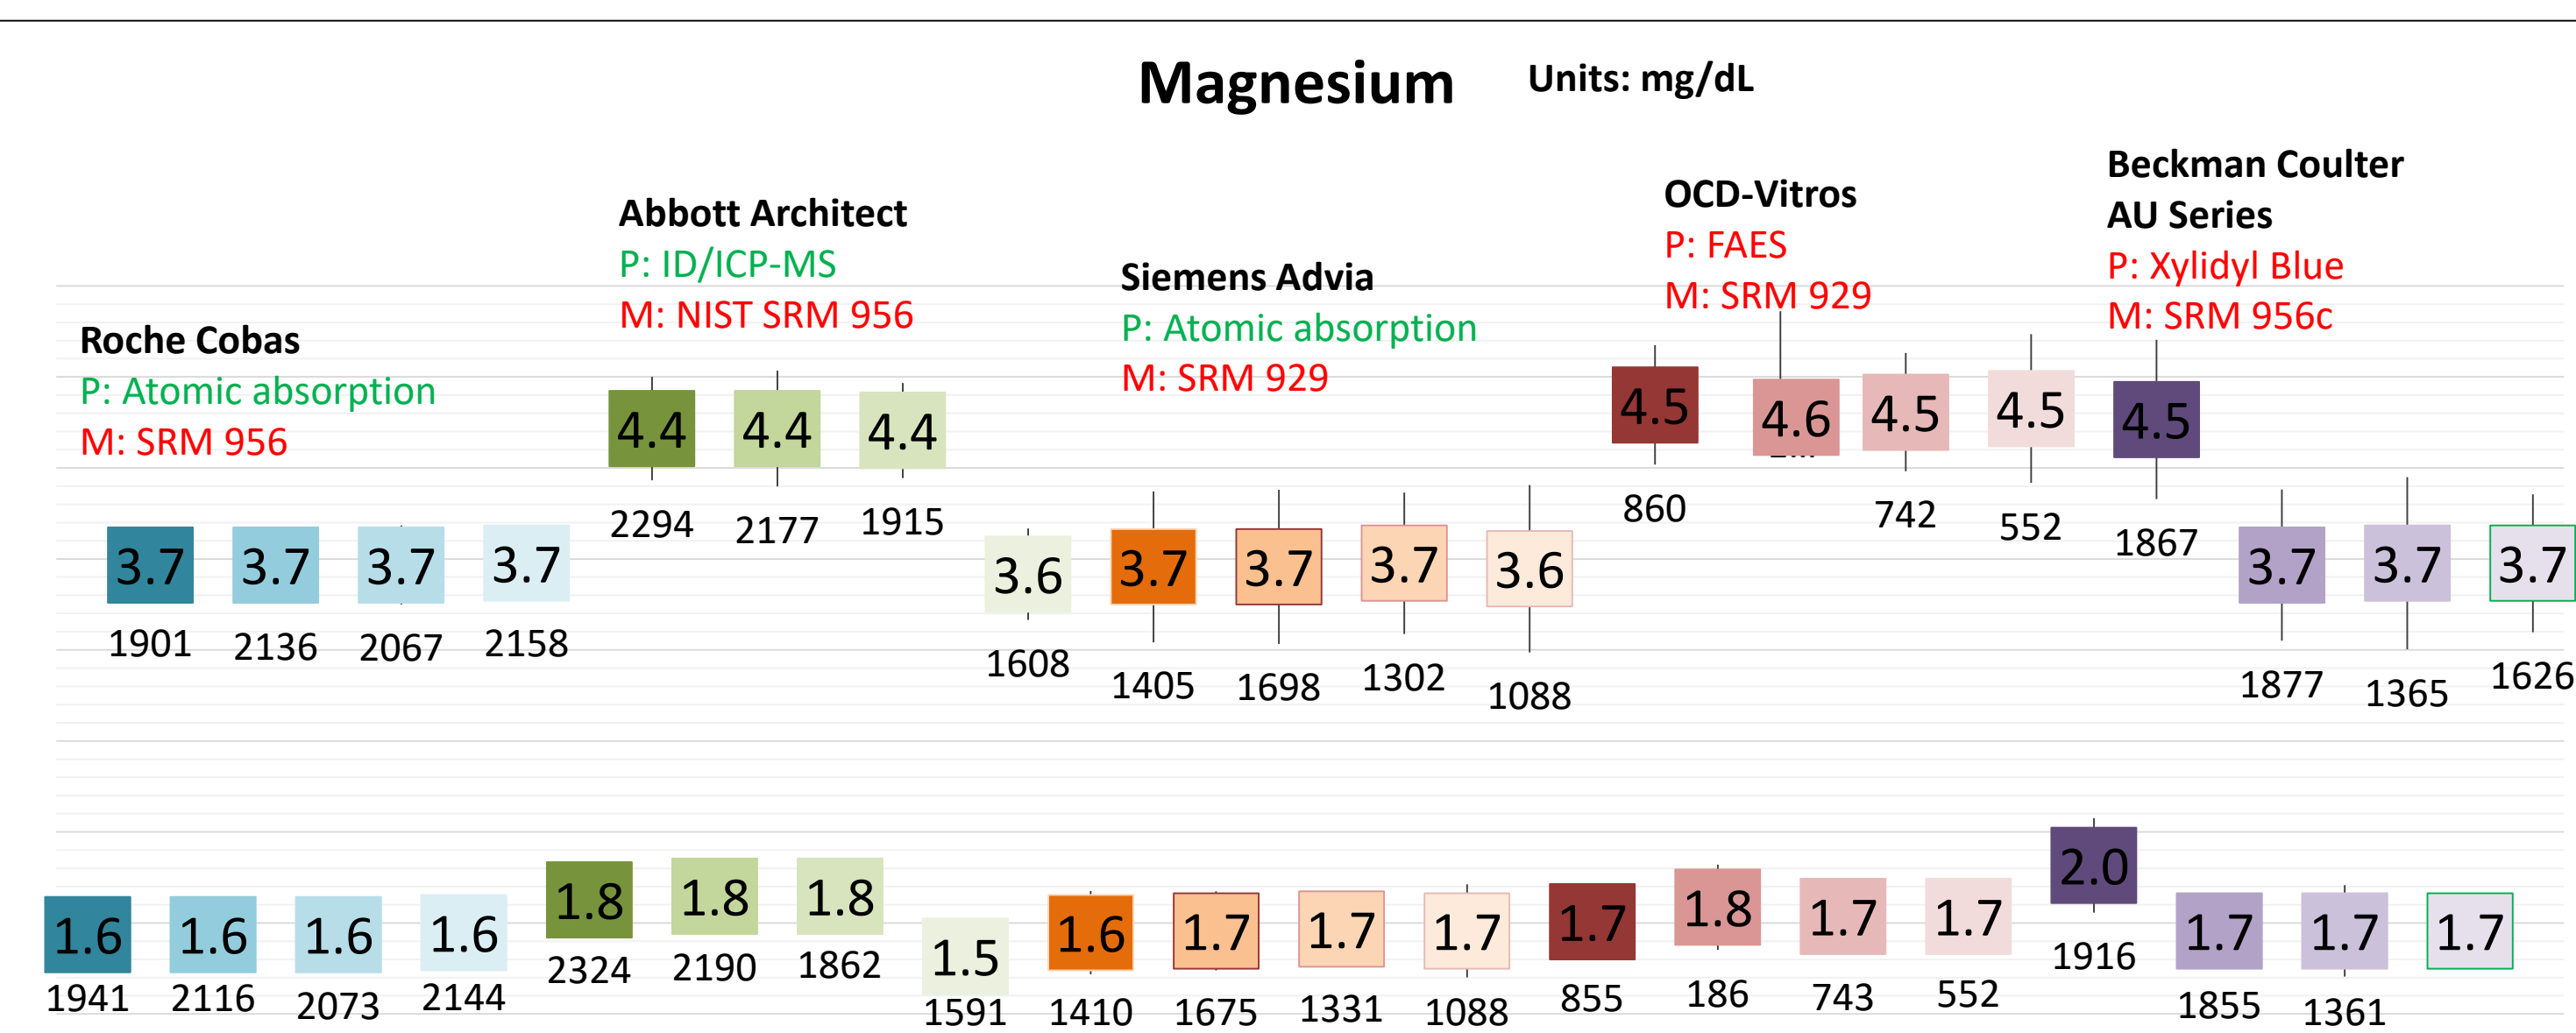 Magnesium Units: mg/dL
Roche Cobas
P: Atomic absorption
M: SRM 956
Abbott Architect
P: ID/ICP-MS
M: NIST SRM 956
Siemens Advia
P: Atomic absorption
M: SRM 929
OCD-Vitros
P: FAES
M: SRM 929
Beckman Coulter
AU Series
P: Xylidyl Blue
M: SRM 956c
3.7 3.7 3.7 3.7 4.4 4.4 4.4 3.6 3.7 3.7 3.7 3.6 4.5 4.6 4.5 4.5 4.5 3.7 3.7 3.7
1901 2136 2067 2158 2294 2177 1915 1608 1405 1698 1302 1088 860 742 552 1867 1877 1365 1626
1.6 1.6 1.6 1.6 1.8 1.8 1.8 1.5 1.6 1.7 1.7 1.7 1.7 1.8 1.7 1.7 2.0 1.7 1.7 1.7
1941 2116 2073 2144 2324 2190 1862 1591 1410 1675 1331 1088 855 186 743 552 1916 1855 1361